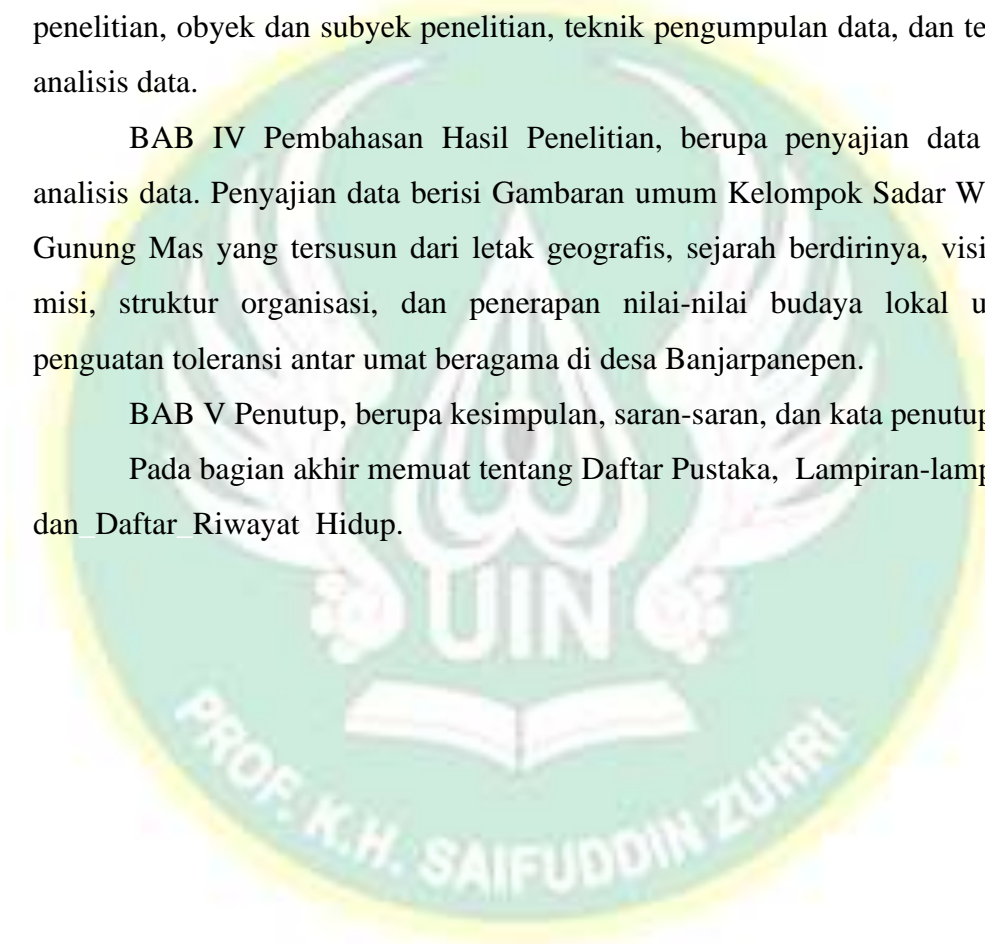 penelitian, obyek dan subyek penelitian, teknik pengumpulan data, dan te
analisis data.
BAB IV Pembahasan Hasil Penelitian, berupa penyajian data
analisis data. Penyajian data berisi Gambaran umum Kelompok Sadar W
Gunung Mas yang tersusun dari letak geografis, sejarah berdirinya, visi
misi, struktur organisasi, dan penerapan nilai-nilai budaya lokal u
penguatan toleransi antar umat beragama di desa Banjarpanepen.
BAB V Penutup, berupa kesimpulan, saran-saran, dan kata penutup
Pada bagian akhir memuat tentang Daftar Pustaka, Lampiran-lamp
dan Daftar Riwayat Hidup.
UIN
PROF. K.H. SAIFUDDIN ZUHRI